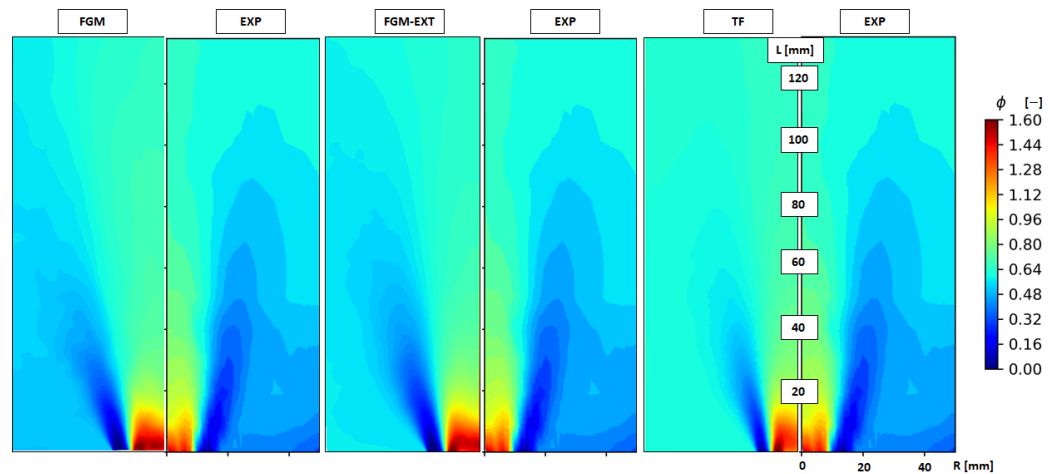 FGM
EXP
FGM-EXT
EXP
TF
EXP
L [mm]
120
100
80
60
40
20
0
20
40
R [mm]
ϕ [−]
1.60
1.44
1.28
1.12
0.96
0.80
0.64
0.48
0.32
0.16
0.00